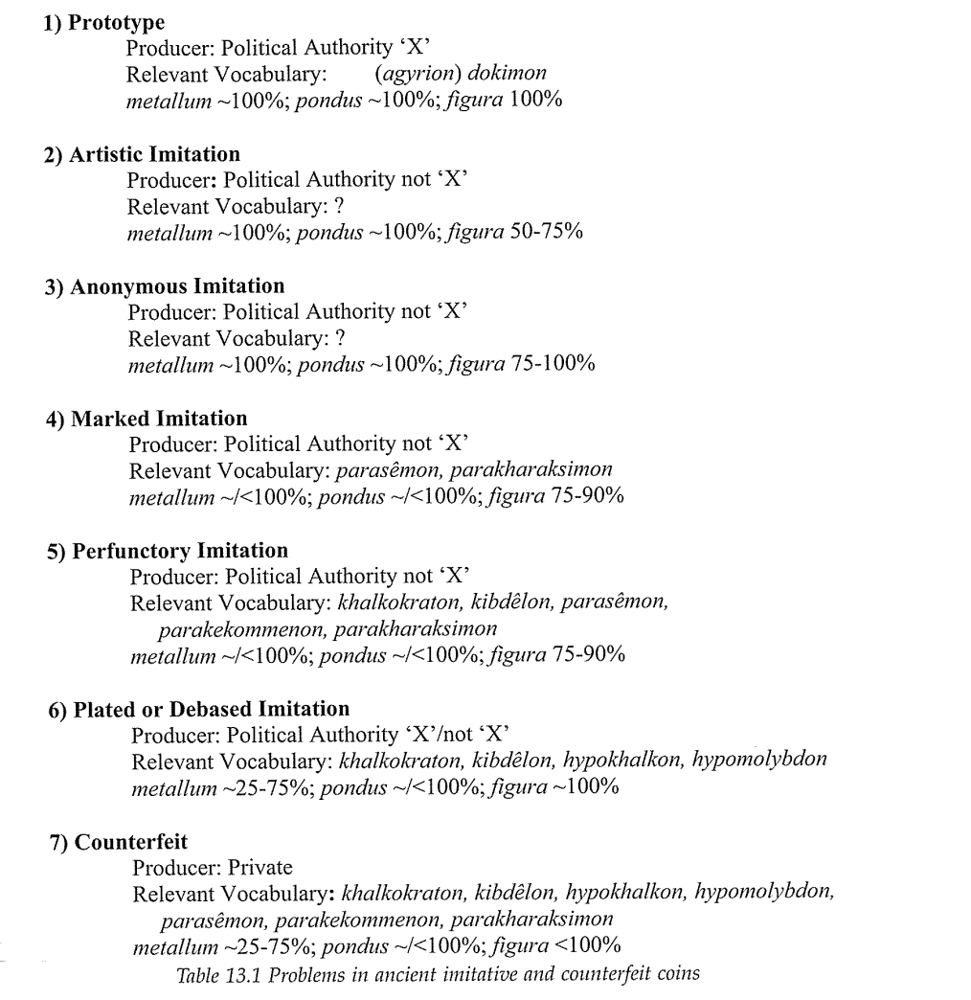 1) Prototype
Producer: Political Authority ‘X’
Relevant Vocabulary: (agyrion) dokimon
metallum ~100%; pondus ~100%; figura 100%
2) Artistic Imitation
Producer: Political Authority not ‘X’
Relevant Vocabulary: ?
metallum ~100%; pondus ~100%; figura 50-75%
3) Anonymous Imitation
Producer: Political Authority not ‘X’
Relevant Vocabulary: ?
metallum ~100%; pondus ~100%; figura 75-100%
4) Marked Imitation
Producer: Political Authority not ‘X’
Relevant Vocabulary: parasêmon, parakharaksimon
metallum ~/<100%; pondus ~/<100%; figura 75-90%
5) Perfunctory Imitation
Producer: Political Authority not ‘X’
Relevant Vocabulary: khalkokraton, kibdêlon, parasêmon,
parakekommenon, parakharaksimon
metallum ~/<100%; pondus ~/<100%; figura 75-90%
6) Plated or Debased Imitation
Producer: Political Authority ‘X’/not ‘X’
Relevant Vocabulary: khalkokraton, kibdêlon, hypokhalkon, hypomolybdon
metallum ~25-75%; pondus ~/<100%; figura ~100%
7) Counterfeit
Producer: Private
Relevant Vocabulary: khalkokraton, kibdêlon, hypokhalkon, hypomolybdon,
parasêmon, parakekommenon, parakharaksimon
metallum ~25-75%; pondus ~/<100%; figura <100%
Table 13.1 Problems in ancient imitative and counterfeit coins